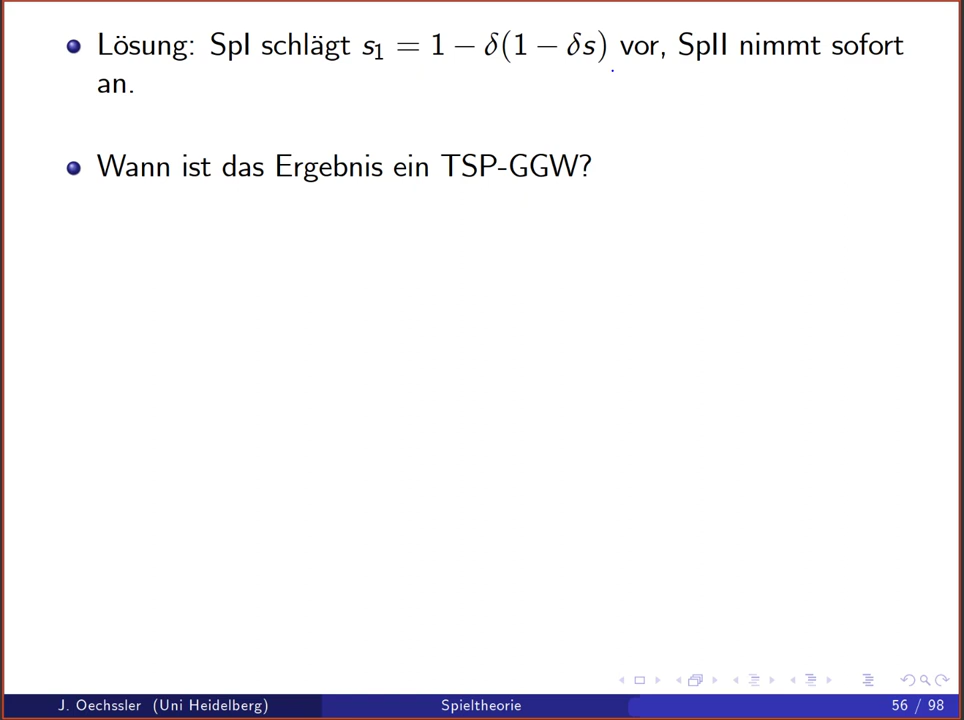 Lösung: SpI schlägt s₁ = 1 − δ(1 − δs) vor, SpII nimmt sofort
an.
Wann ist das Ergebnis ein TSP-GGW?
J. Oechssler (Uni Heidelberg) Spieltheorie 56 / 98